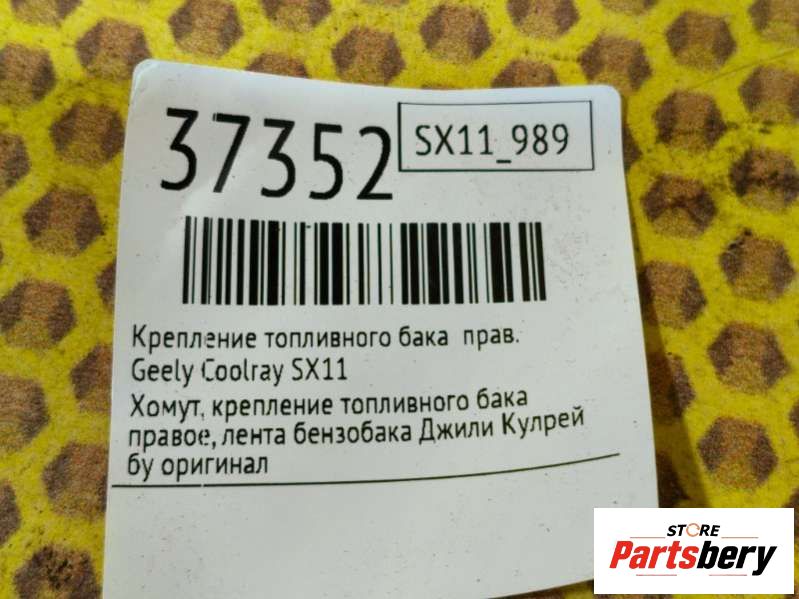 37352
SX11_989
Крепление топливного бака прав.
Geely Coolray SX11
Хомут, крепление топливного бака
правое, лента бензобака Джили Кулрей
бу оригинал
STORE
Partsbery